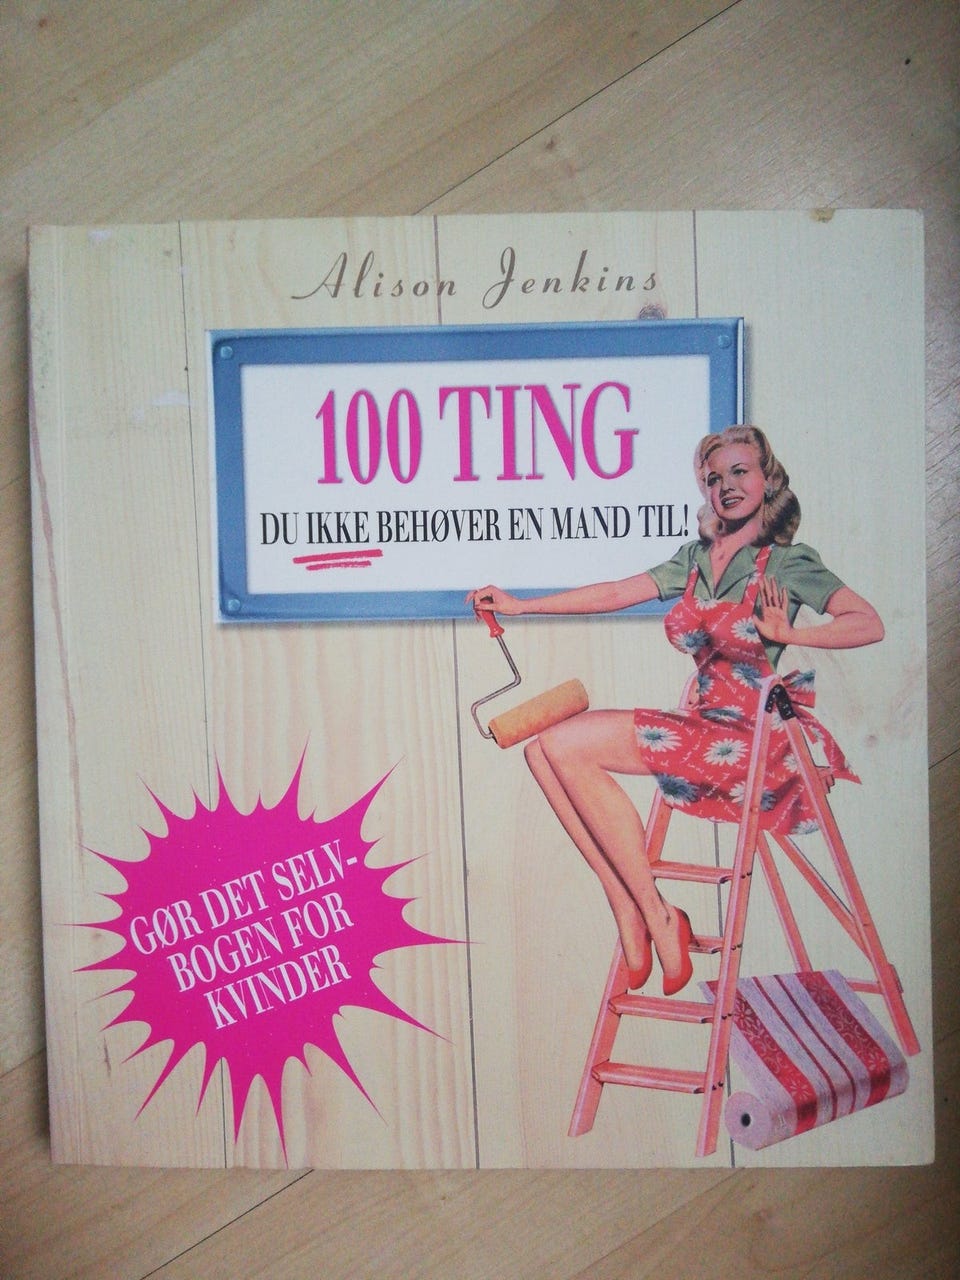 Alison Jenkins
100 TING
DU IKKE BEHØVER EN MAND TIL!
GØR DET SELV-
BOGEN FOR
KVINDER